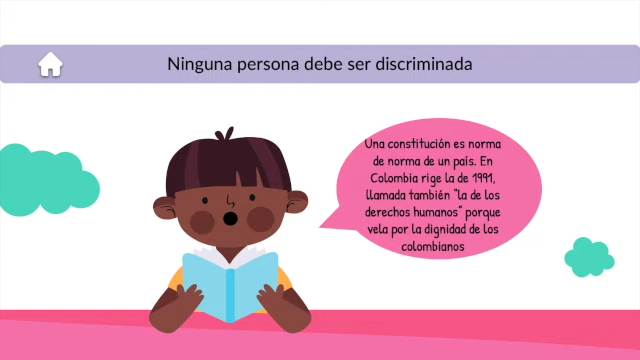 Ninguna persona debe ser discriminada
Una constitución es norma
de norma de un país. En
Colombia rige la de 1991,
llamada también "la de los
derechos humanos" porque
vela por la dignidad de los
colombianos